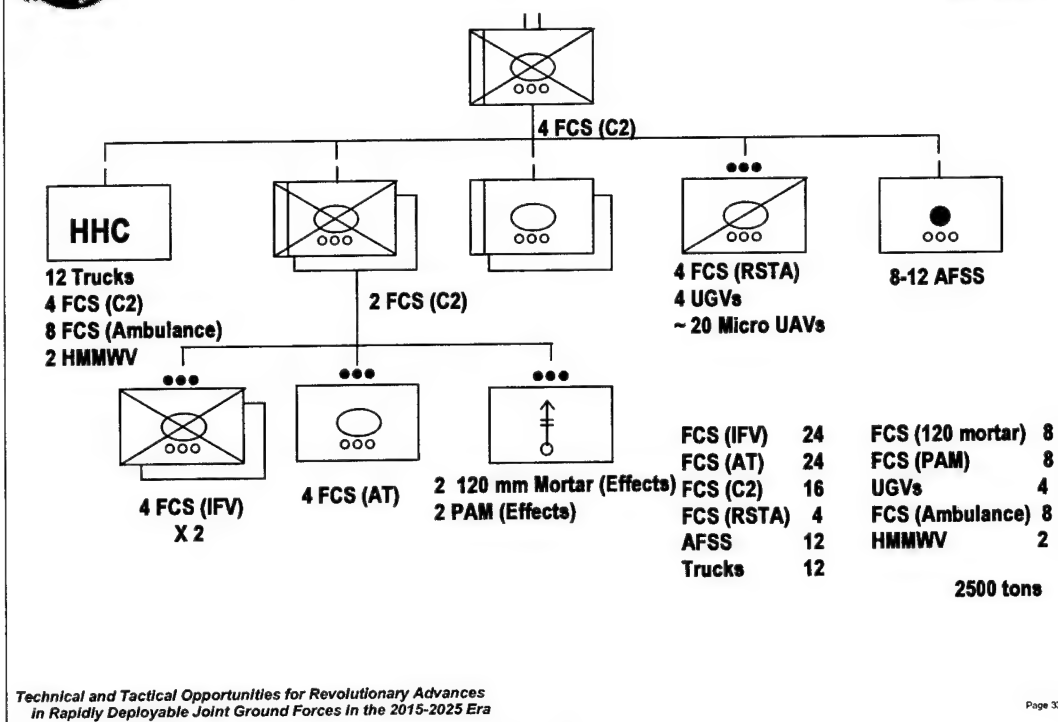 4 FCS (C2)
HHC
12 Trucks
4 FCS (C2)
8 FCS (Ambulance)
2 HMMWV
2 FCS (C2)
4 FCS (RSTA)
4 UGVs
~ 20 Micro UAVs
8-12 AFSS
4 FCS (IFV)
X 2
4 FCS (AT)
2 120 mm Mortar (Effects)
2 PAM (Effects)
FCS (IFV) 24
FCS (AT) 24
FCS (C2) 16
FCS (RSTA) 4
AFSS 12
Trucks 12
FCS (120 mortar) 8
FCS (PAM) 8
UGVs 4
FCS (Ambulance) 8
HMMWV 2
2500 tons
Technical and Tactical Opportunities for Revolutionary Advances
in Rapidly Deployable Joint Ground Forces in the 2015-2025 Era
Page